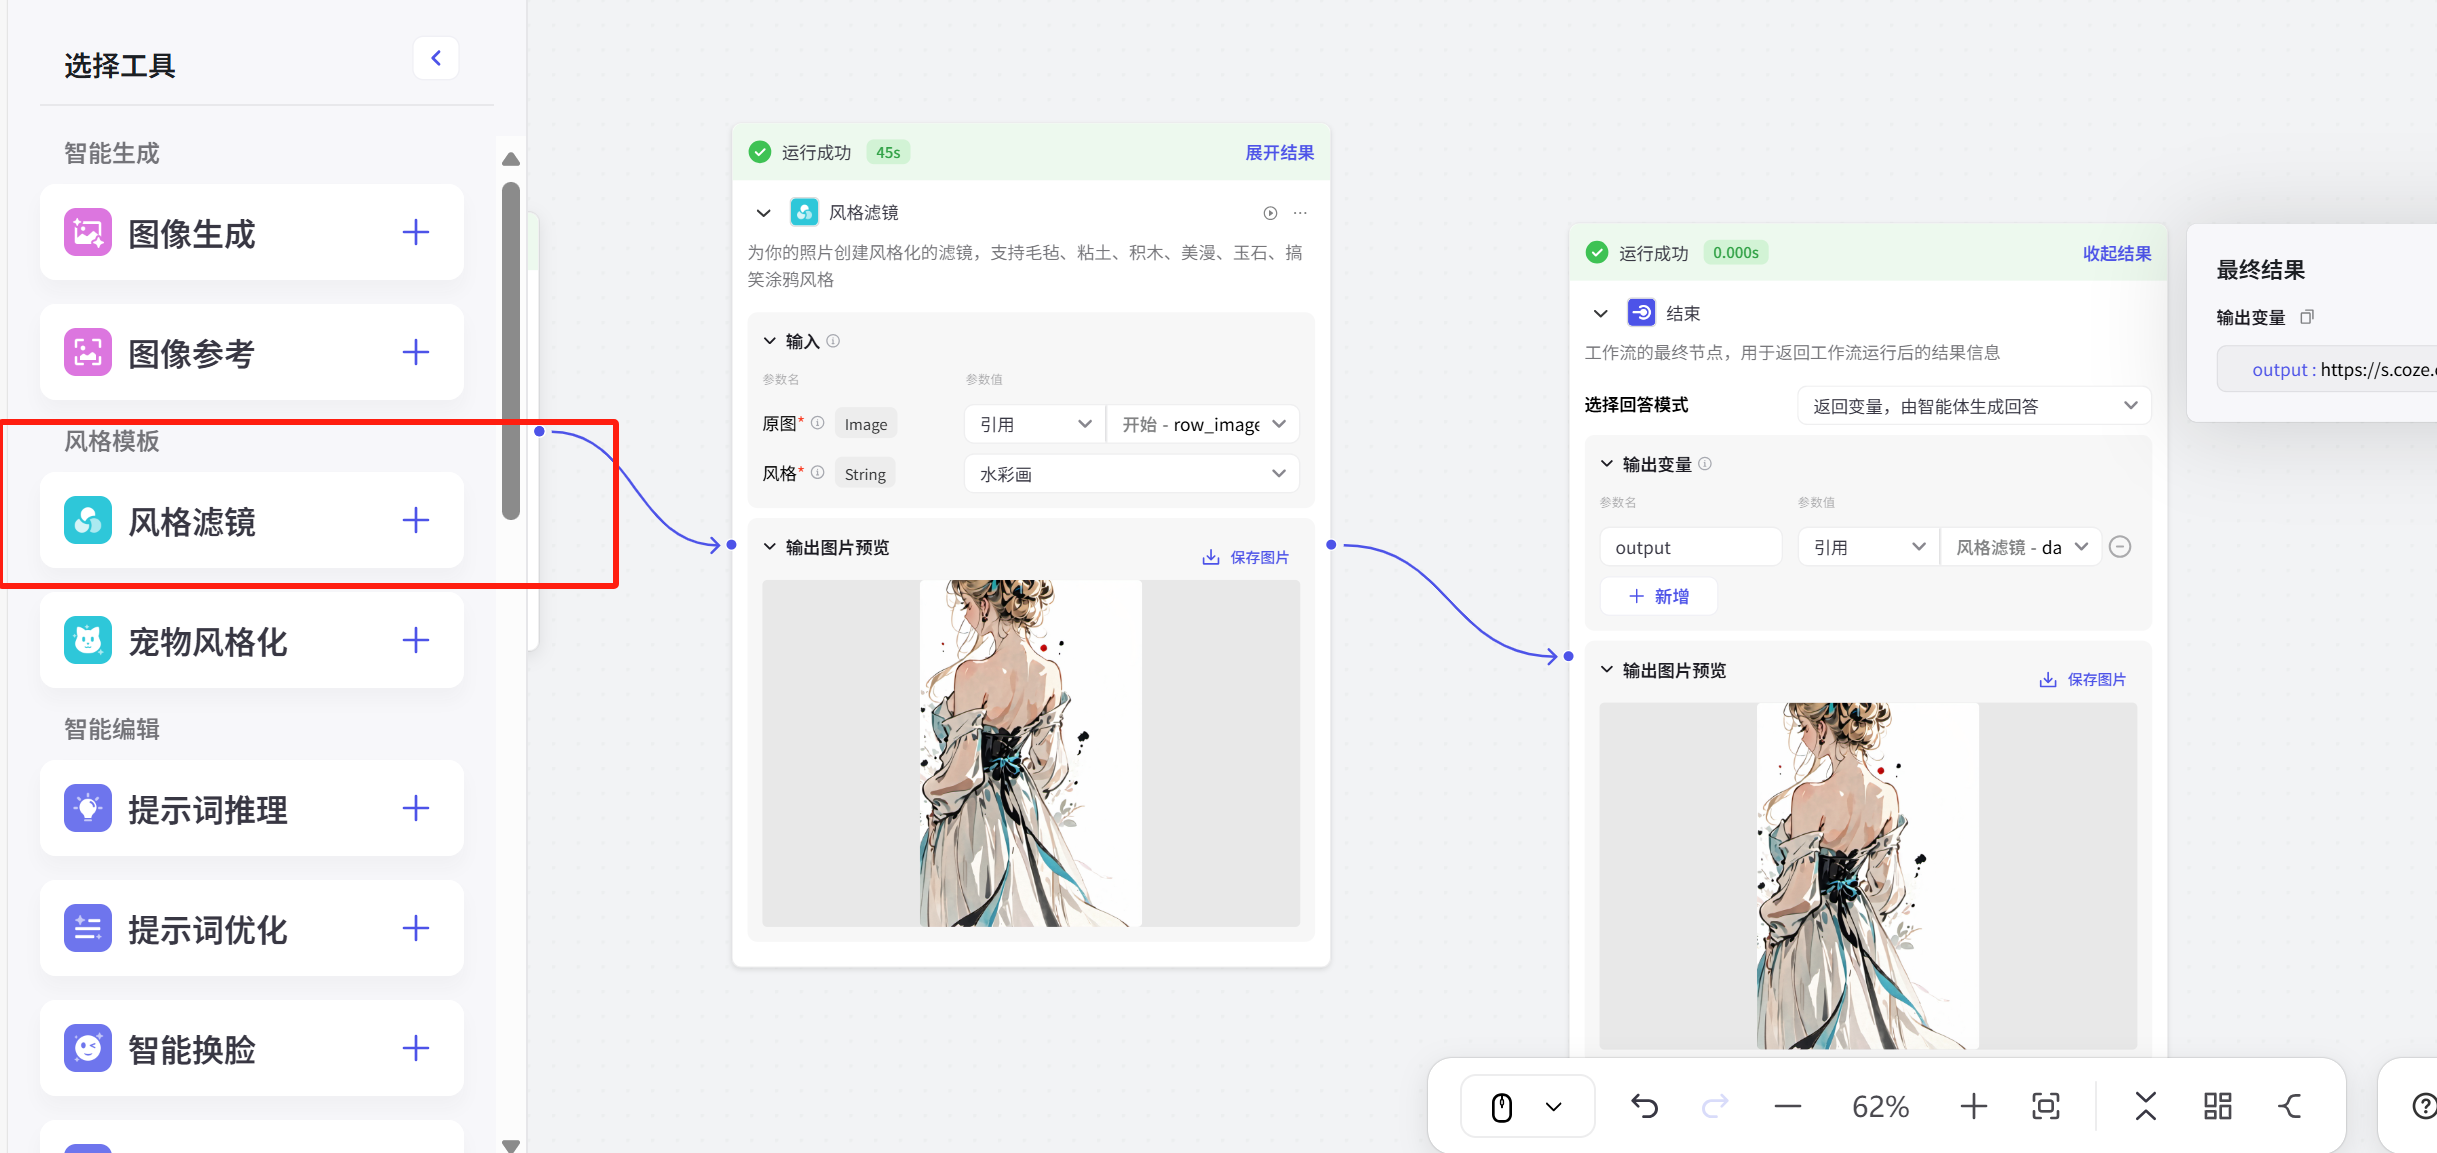 选择工具
智能生成
图像生成
图像参考
风格模板
风格滤镜
宠物风格化
智能编辑
提示词推理
提示词优化
智能换脸
运行成功 45s 展开结果
风格滤镜
为你的照片创建风格化的滤镜，支持毛毡、粘土、积木、美漫、玉石、搞
笑涂鸦风格
输入
参数名 参数值
原图* Image 引用 开始 - row_image
风格* String 水彩画
输出图片预览 保存图片
运行成功 0.000s 收起结果
结束
工作流的最终节点，用于返回工作流运行后的结果信息
选择回答模式 返回变量，由智能体生成回答
输出变量
参数名 参数值
output 引用 风格滤镜 - da
新增
输出图片预览 保存图片
最终结果
输出变量
output : https://s.coze.
62%